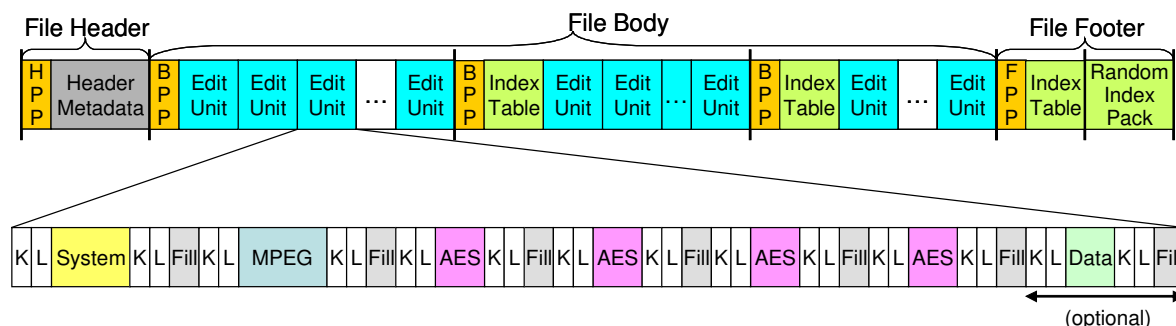 File Header File Body File Footer
H P P Header Metadata B P P Edit Unit Edit Unit Edit Unit ... Edit Unit B P P Index Table Edit Unit Edit Unit ... Edit Unit B P P Index Table Edit Unit ... Edit Unit F P P Index Table Random Index Pack
K L System K L Fill K L MPEG K L Fill K L AES K L Fill K L AES K L Fill K L AES K L Fill K L AES K L Fill K L Data K L Fil
(optional)